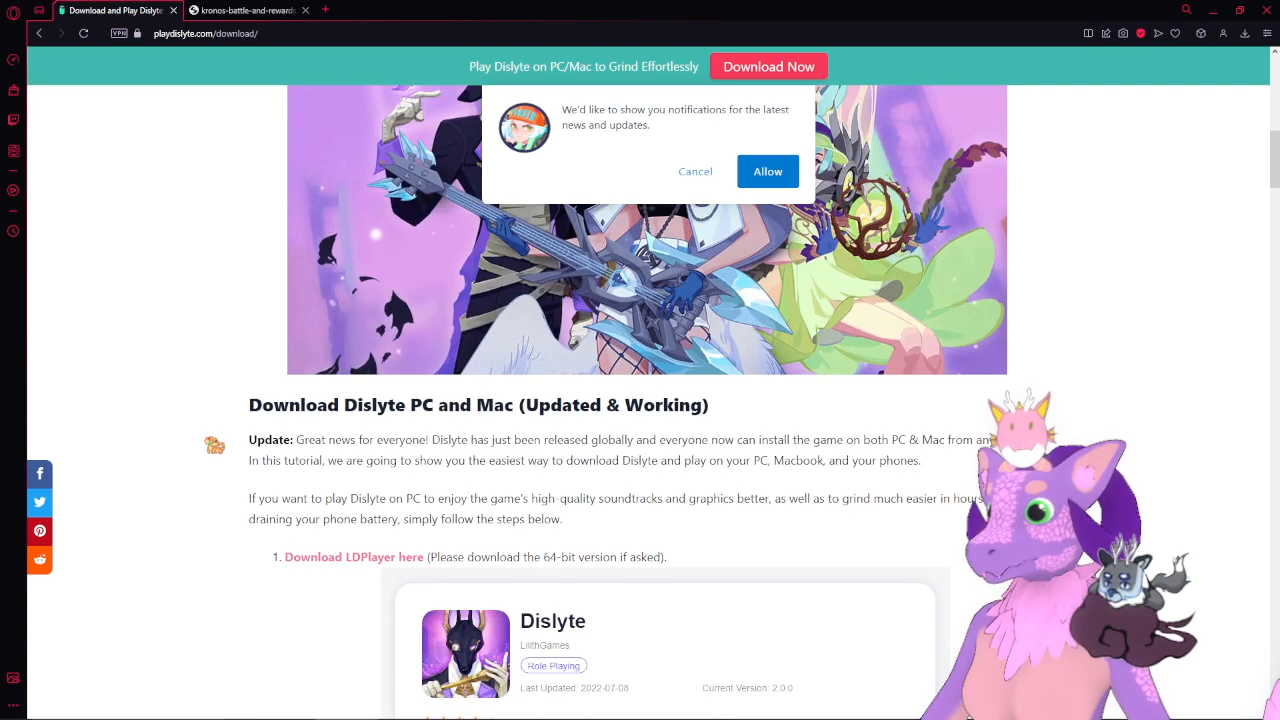 Download and Play Dislyte
kronos-battle-and-rewards
VPN
playdislyte.com/download/
Play Dislyte on PC/Mac to Grind Effortlessly
Download Now
We'd like to show you notifications for the latest
news and updates.
Cancel
Allow
Download Dislyte PC and Mac (Updated & Working)
Update: Great news for everyone! Dislyte has just been released globally and everyone now can install the game on both PC & Mac from
In this tutorial, we are going to show you the easiest way to download Dislyte and play on your PC, Macbook, and your phones.
If you want to play Dislyte on PC to enjoy the game's high-quality soundtracks and graphics better, as well as to grind much easier in hours
draining your phone battery, simply follow the steps below.
1. Download LDPlayer here (Please download the 64-bit version if asked).
Dislyte
LilithGames
Role Playing
Last Updated: 2022-07-08
Current Version: 2.0.0